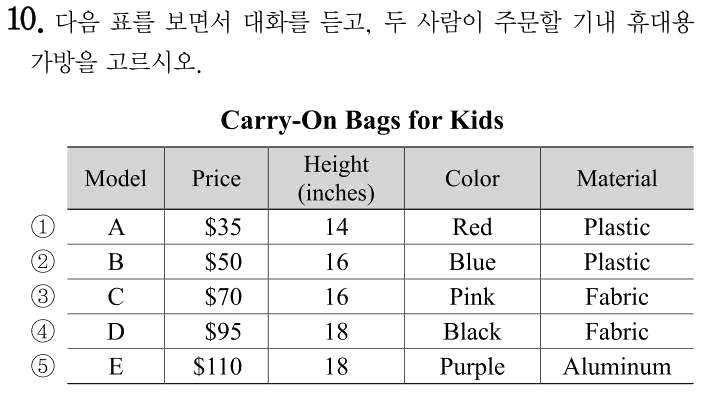 10. 다음 표를 보면서 대화를 듣고, 두 사람이 주문할 기내 휴대용
가방을 고르시오.
Carry-On Bags for Kids
Model Price Height (inches) Color Material
① A $35 14 Red Plastic
② B $50 16 Blue Plastic
③ C $70 16 Pink Fabric
④ D $95 18 Black Fabric
⑤ E $110 18 Purple Aluminum